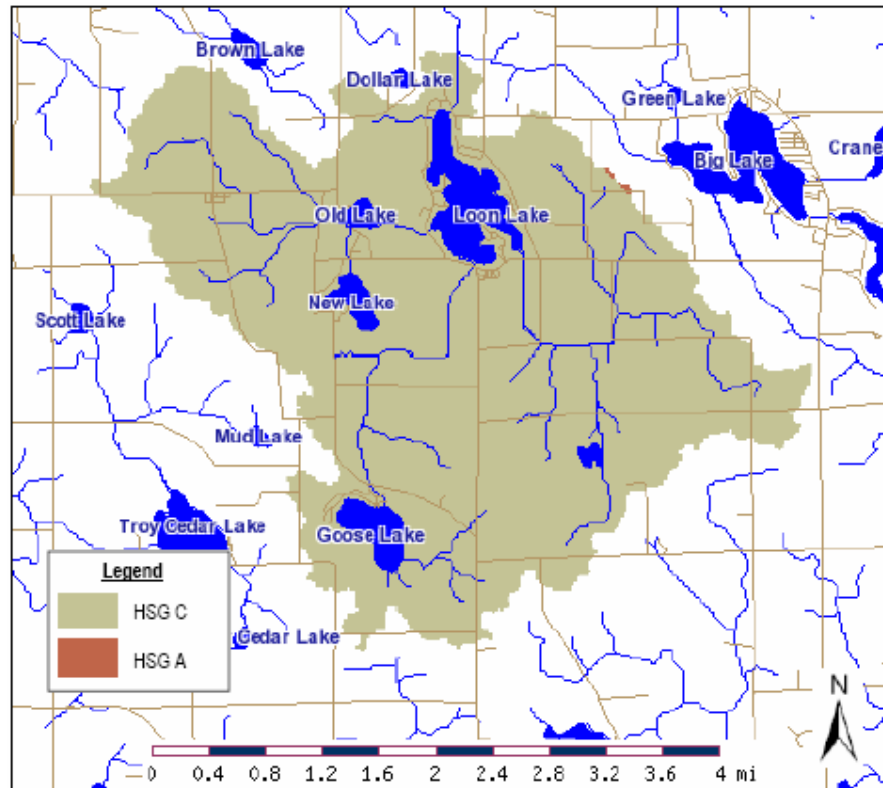 Brown Lake
Dollar Lake
Green Lake
Big Lake
Crane
Old Lake
Loon Lake
New Lake
Scott Lake
Mud Lake
Troy Cedar Lake
Goose Lake
Legend
HSG C
HSG A
Cedar Lake
N
0 0.4 0.8 1.2 1.6 2 2.4 2.8 3.2 3.6 4 mi